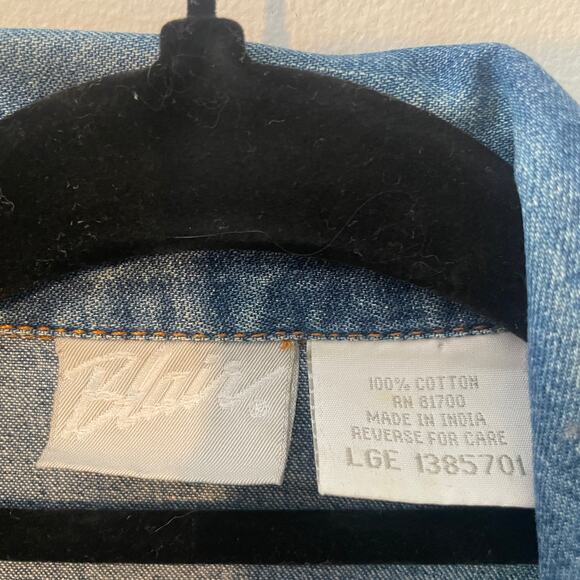 Blair®
100% COTTON
RN 81700
MADE IN INDIA
REVERSE FOR CARE
LGE 1385701